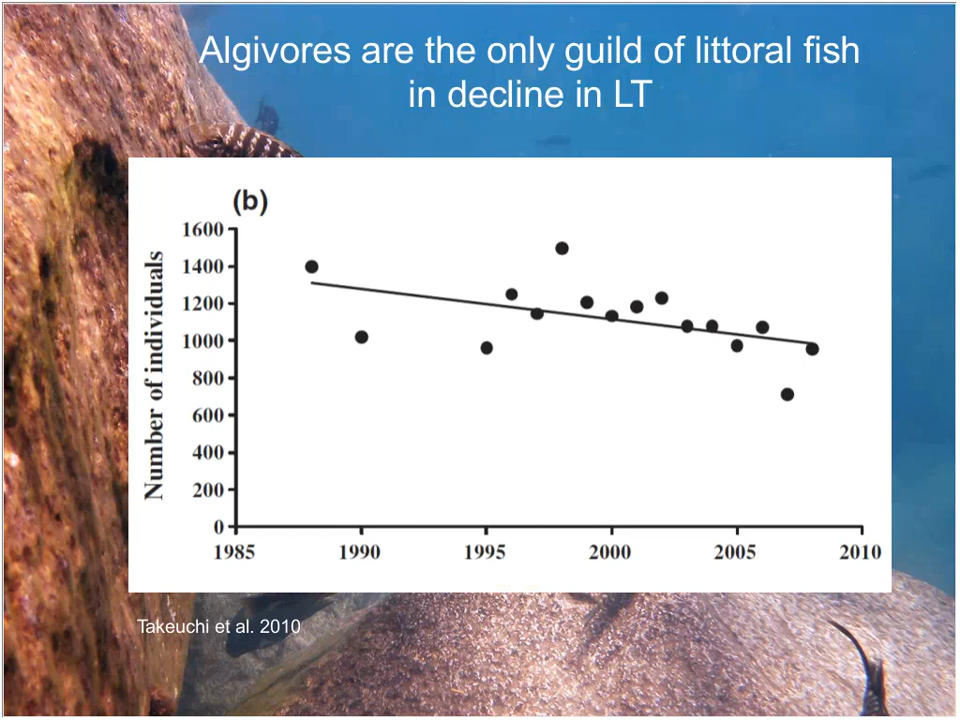 Algivores are the only guild of littoral fish
in decline in LT
(b)
Number of individuals
1600
1400
1200
1000
800
600
400
200
0
1985 1990 1995 2000 2005 2010
Takeuchi et al. 2010